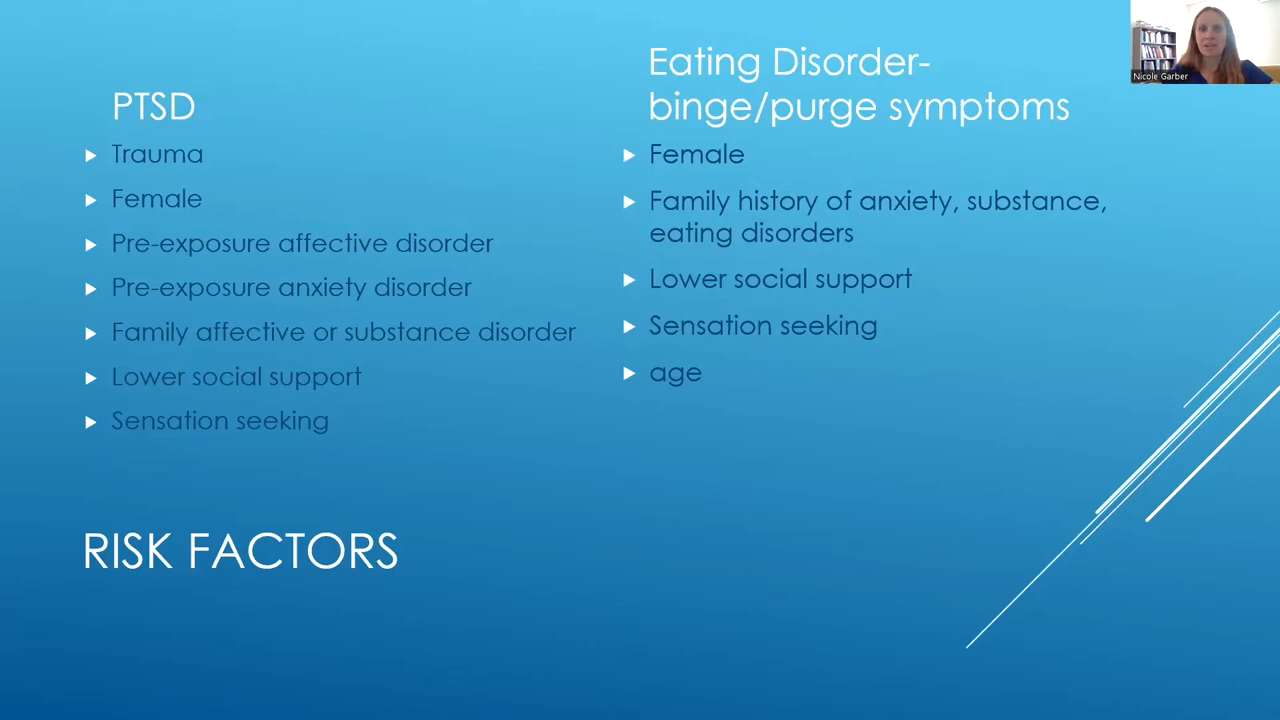 PTSD
Trauma
Female
Pre-exposure affective disorder
Pre-exposure anxiety disorder
Family affective or substance disorder
Lower social support
Sensation seeking
Eating Disorder-
binge/purge symptoms
Female
Family history of anxiety, substance,
eating disorders
Lower social support
Sensation seeking
age
RISK FACTORS
Nicole Garber